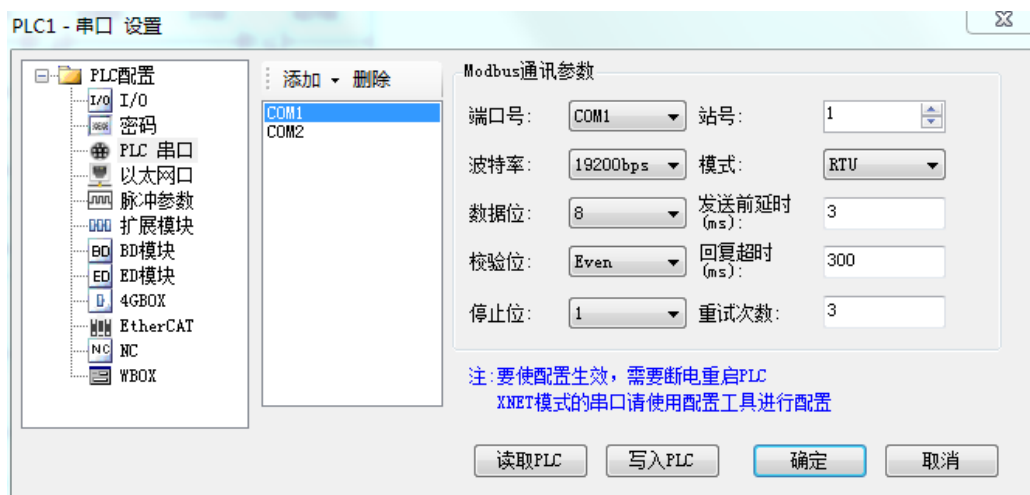 PLC1 - 串口 设置
PLC配置
I/O I/O
密码
PLC 串口
以太网口
脉冲参数
扩展模块
BD BD模块
ED ED模块
4GBOX
EtherCAT
NC NC
WBOX
添加 删除
COM1
COM2
Modbus通讯参数
端口号: COM1 站号: 1
波特率: 19200bps 模式: RTU
数据位: 8 发送前延时(ms): 3
校验位: Even 回复超时(ms): 300
停止位: 1 重试次数: 3
注:要使配置生效，需要断电重启PLC
XNET模式的串口请使用配置工具进行配置
读取PLC 写入PLC 确定 取消